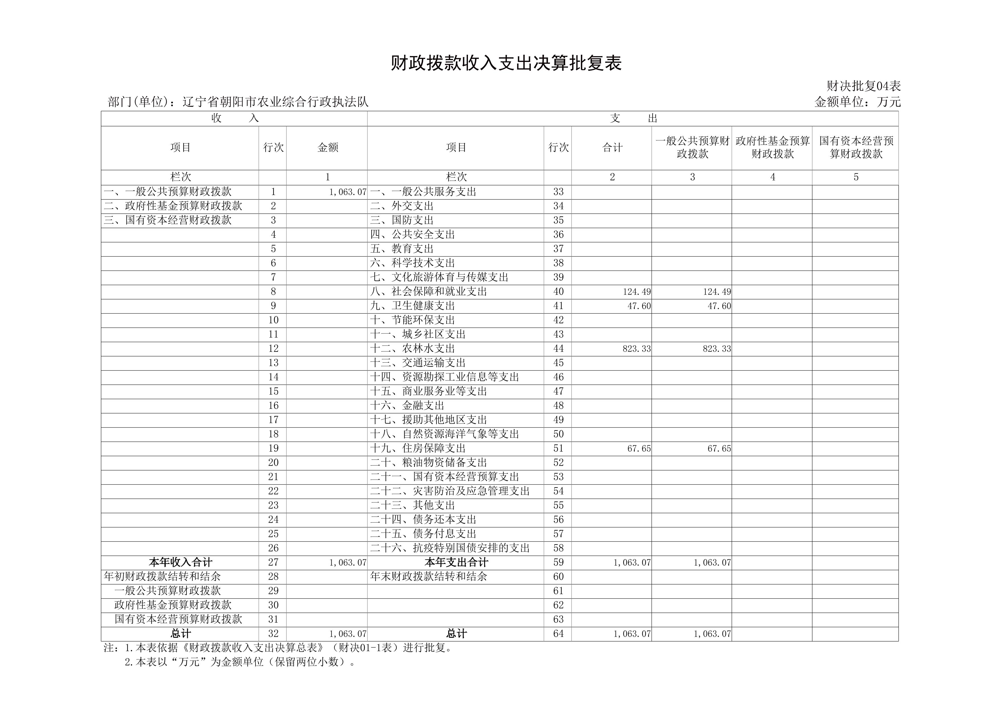 财政拨款收入支出决算批复表
财决批复04表
部门(单位)：辽宁省朝阳市农业综合行政执法队 金额单位：万元
收 入 支 出
项目 行次 金额 项目 行次 合计 一般公共预算财政拨款 政府性基金预算财政拨款 国有资本经营预算财政拨款
栏次 1 栏次 2 3 4 5
一、一般公共预算财政拨款 1 1,063.07 一、一般公共服务支出 33
二、政府性基金预算财政拨款 2 二、外交支出 34
三、国有资本经营财政拨款 3 三、国防支出 35
4 四、公共安全支出 36
5 五、教育支出 37
6 六、科学技术支出 38
7 七、文化旅游体育与传媒支出 39
8 八、社会保障和就业支出 40 124.49 124.49
9 九、卫生健康支出 41 47.60 47.60
10 十、节能环保支出 42
11 十一、城乡社区支出 43
12 十二、农林水支出 44 823.33 823.33
13 十三、交通运输支出 45
14 十四、资源勘探工业信息等支出 46
15 十五、商业服务业等支出 47
16 十六、金融支出 48
17 十七、援助其他地区支出 49
18 十八、自然资源海洋气象等支出 50
19 十九、住房保障支出 51 67.65 67.65
20 二十、粮油物资储备支出 52
21 二十一、国有资本经营预算支出 53
22 二十二、灾害防治及应急管理支出 54
23 二十三、其他支出 55
24 二十四、债务还本支出 56
25 二十五、债务付息支出 57
26 二十六、抗疫特别国债安排的支出 58
本年收入合计 27 1,063.07 本年支出合计 59 1,063.07 1,063.07
年初财政拨款结转和结余 28 年末财政拨款结转和结余 60
一般公共预算财政拨款 29 61
政府性基金预算财政拨款 30 62
国有资本经营预算财政拨款 31 63
总计 32 1,063.07 总计 64 1,063.07 1,063.07
注：1.本表依据《财政拨款收入支出决算总表》（财决01-1表）进行批复。
2.本表以“万元”为金额单位（保留两位小数）。